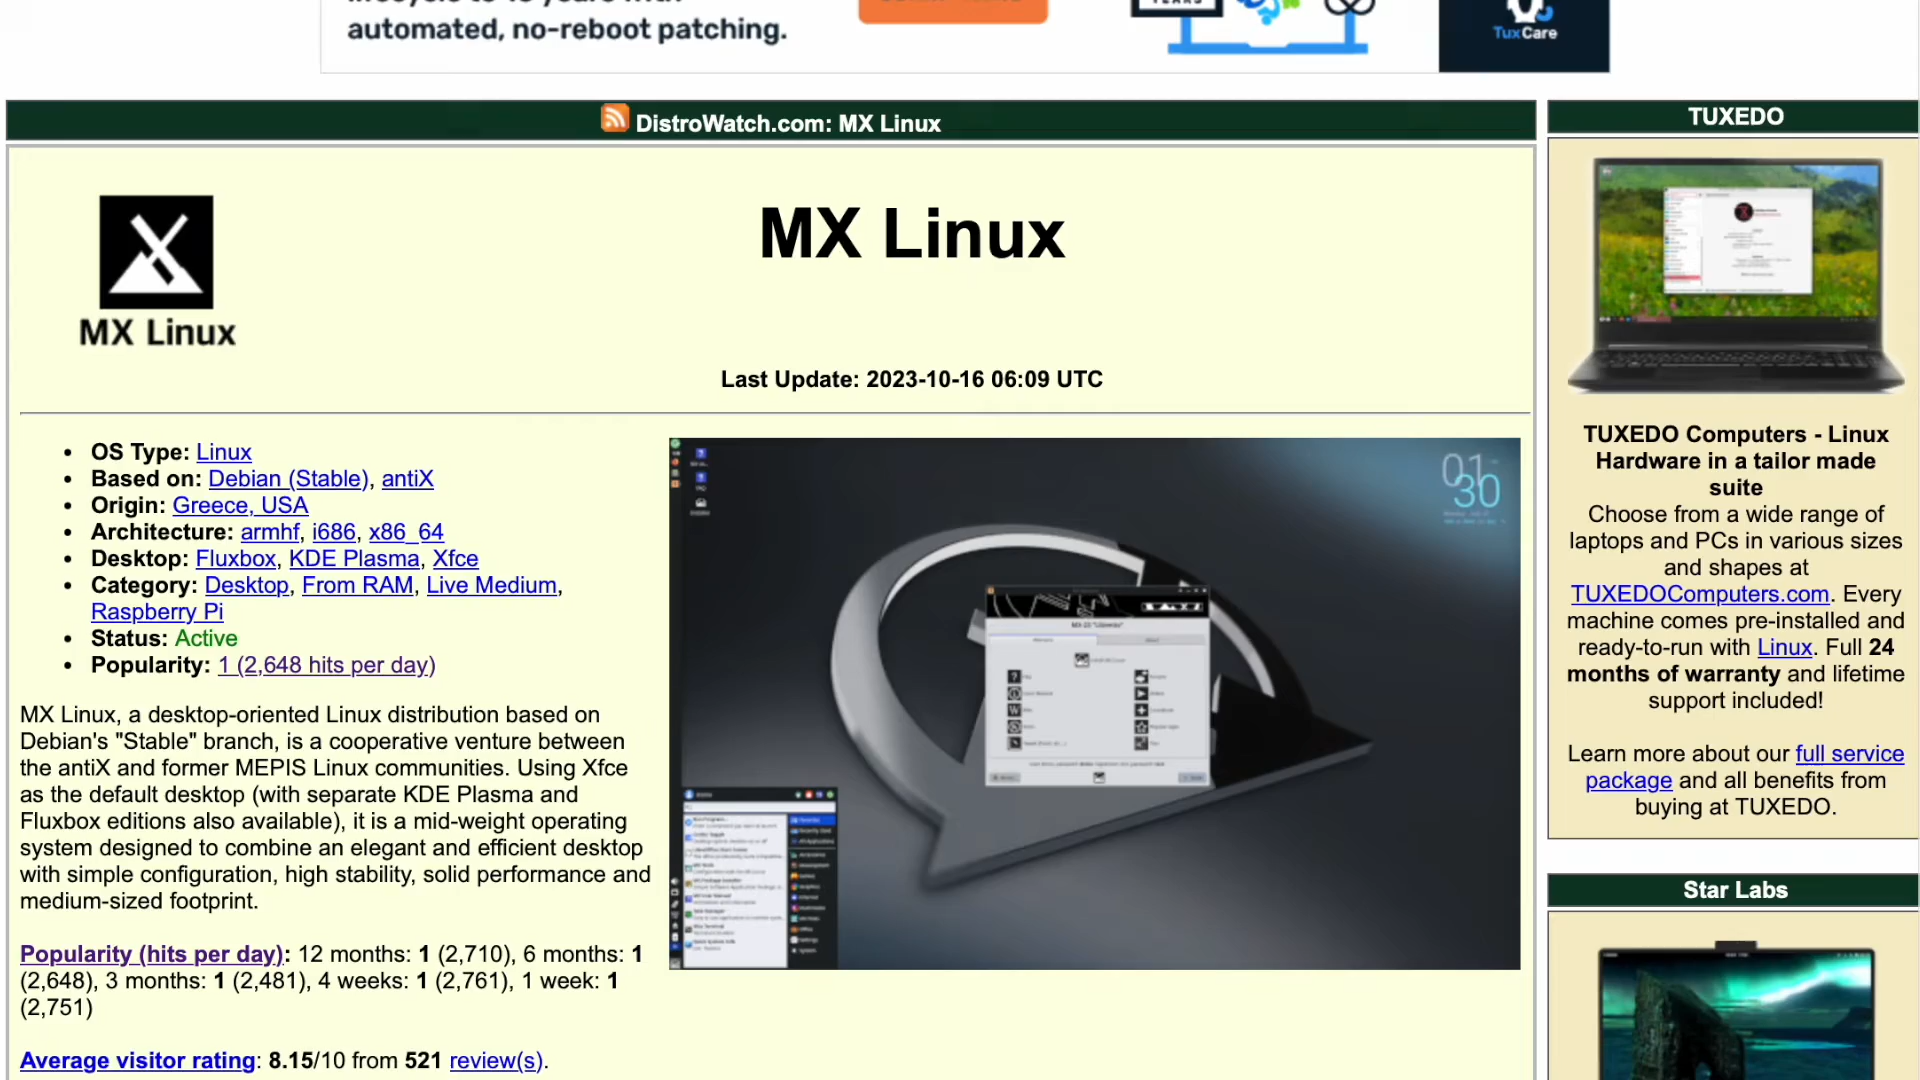 automated, no-reboot patching.
TuxCare
DistroWatch.com: MX Linux
MX Linux
MX Linux
Last Update: 2023-10-16 06:09 UTC
• OS Type: Linux
• Based on: Debian (Stable), antiX
• Origin: Greece, USA
• Architecture: armhf, i686, x86_64
• Desktop: Fluxbox, KDE Plasma, Xfce
• Category: Desktop, From RAM, Live Medium,
Raspberry Pi
• Status: Active
• Popularity: 1 (2,648 hits per day)
MX Linux, a desktop-oriented Linux distribution based on
Debian's "Stable" branch, is a cooperative venture between
the antiX and former MEPIS Linux communities. Using Xfce
as the default desktop (with separate KDE Plasma and
Fluxbox editions also available), it is a mid-weight operating
system designed to combine an elegant and efficient desktop
with simple configuration, high stability, solid performance and
medium-sized footprint.
Popularity (hits per day): 12 months: 1 (2,710), 6 months: 1
(2,648), 3 months: 1 (2,481), 4 weeks: 1 (2,761), 1 week: 1
(2,751)
Average visitor rating: 8.15/10 from 521 review(s).
01
30
TUXEDO
TUXEDO Computers - Linux
Hardware in a tailor made
suite
Choose from a wide range of
laptops and PCs in various sizes
and shapes at
TUXEDOComputers.com. Every
machine comes pre-installed and
ready-to-run with Linux. Full 24
months of warranty and lifetime
support included!
Learn more about our full service
package and all benefits from
buying at TUXEDO.
Star Labs